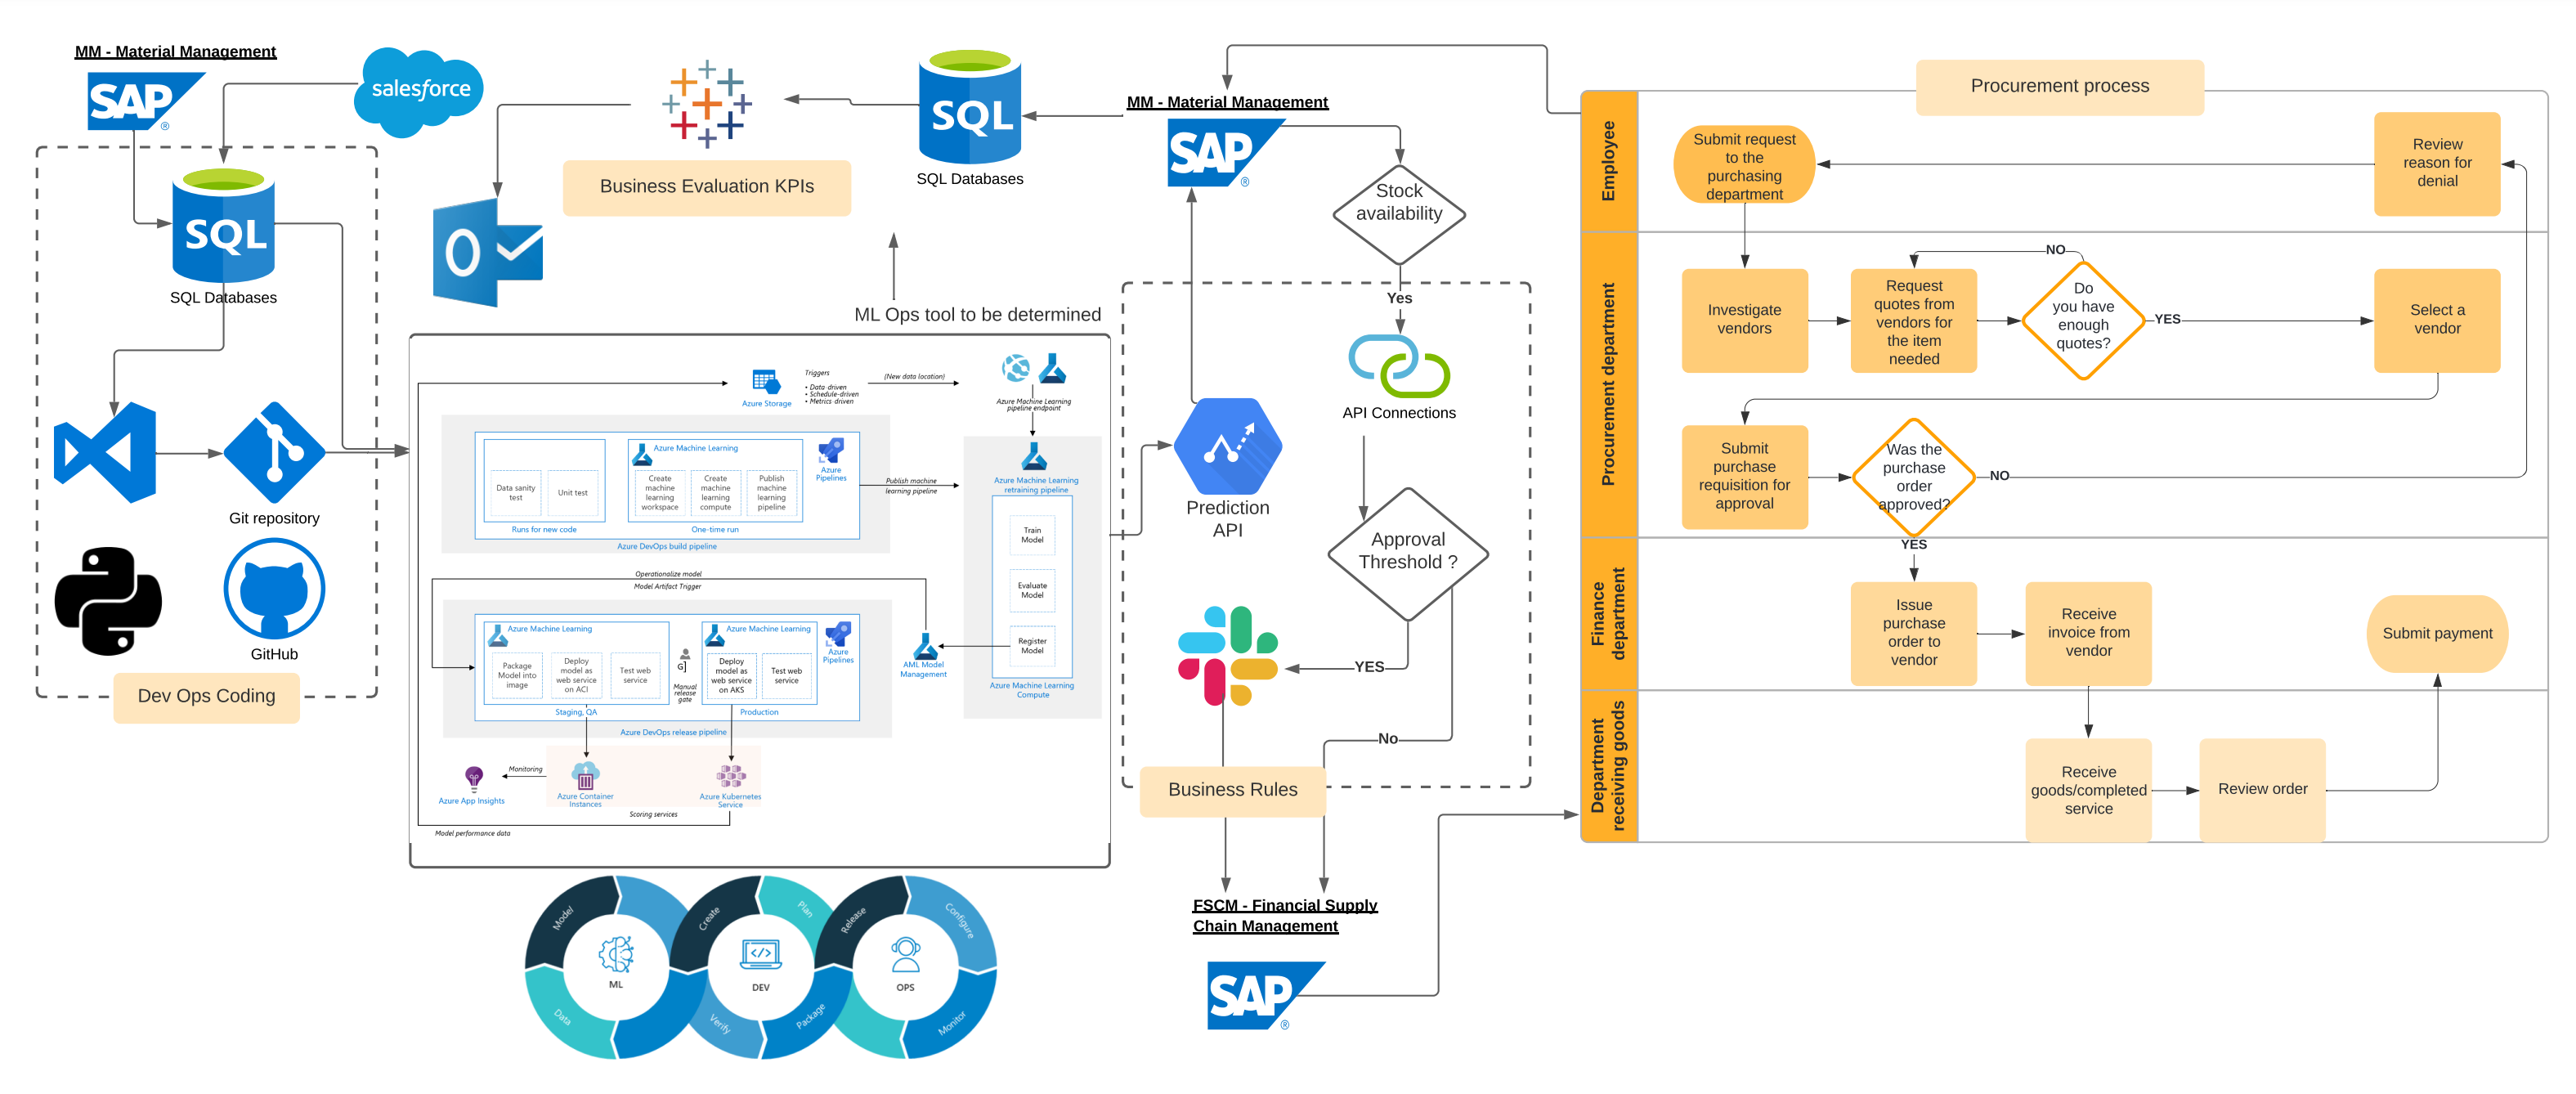 MM - Material Management
SAP
®
salesforce
SQL
SQL Databases
Git repository
GitHub
Dev Ops Coding
Business Evaluation KPIs
SQL
SQL Databases
MM - Material Management
SAP
®
Stock
availability
Yes
API Connections
Prediction
API
Approval
Threshold ?
YES
No
Business Rules
FSCM - Financial Supply
Chain Management
SAP
®
ML Ops tool to be determined
Azure Storage
Triggers
• Data-driven
• Schedule-driven
• Metrics-driven
(New data location)
Azure Machine Learning
pipeline endpoint
Data sanity
test
Unit test
Runs for new code
Azure Machine Learning
Create
machine
learning
workspace
Create
machine
learning
compute
Publish
machine
learning
pipeline
One-time run
Azure
Pipelines
Azure DevOps build pipeline
Publish machine
learning pipeline
Azure Machine Learning
retraining pipeline
Train
Model
Evaluate
Model
Register
Model
Azure Machine Learning
Compute
Operationalize model
Model Artifact Trigger
Azure Machine Learning
Package
Model into
image
Deploy
model as
web service
on ACI
Test web
service
Staging, QA
Manual
release
gate
Azure Machine Learning
Deploy
model as
web service
on AKS
Test web
service
Production
Azure
Pipelines
Azure DevOps release pipeline
AML Model
Management
Monitoring
Azure App Insights
Azure Container
Instances
Azure Kubernetes
Service
Scoring services
Model performance data
Model
Data
ML
Create
Plan
Verify
Package
DEV
Release
Configure
Monitor
OPS
Procurement process
Employee
Submit request
to the
purchasing
department
Review
reason for
denial
Procurement department
Investigate
vendors
Request
quotes from
vendors for
the item
needed
NO
Do
you have
enough
quotes?
YES
Select a
vendor
Submit
purchase
requisition for
approval
Was the
purchase
order
approved?
NO
YES
Finance
department
Issue
purchase
order to
vendor
Receive
invoice from
vendor
Submit payment
Department
receiving goods
Receive
goods/completed
service
Review order